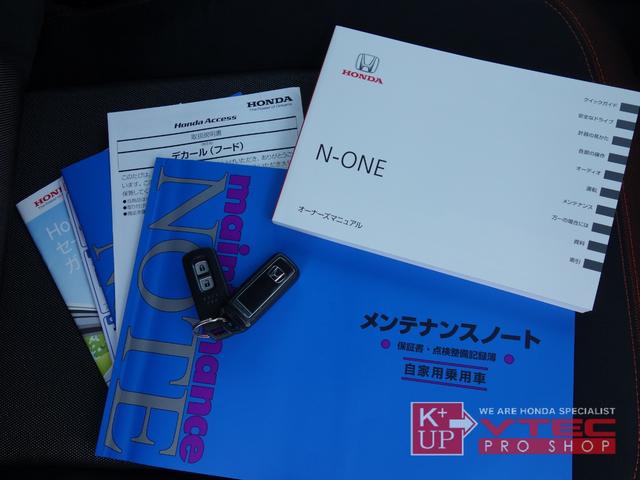 HONDA
N-ONE
オーナーズマニュアル
クイックガイド
安全なドライブ
計器の見かた
各部の操作
オーディオ
運転
メンテナンス
万一の場合には
資料
索引
HONDA
The Power of Dreams
Honda Access
取扱説明書
デカール（フード）
HON
maintenance
NOTE
メンテナンスノート
保証書・点検整備記録簿
自家用乗用車
K+
UP
WE ARE HONDA SPECIALIST
VTEC
PRO SHOP